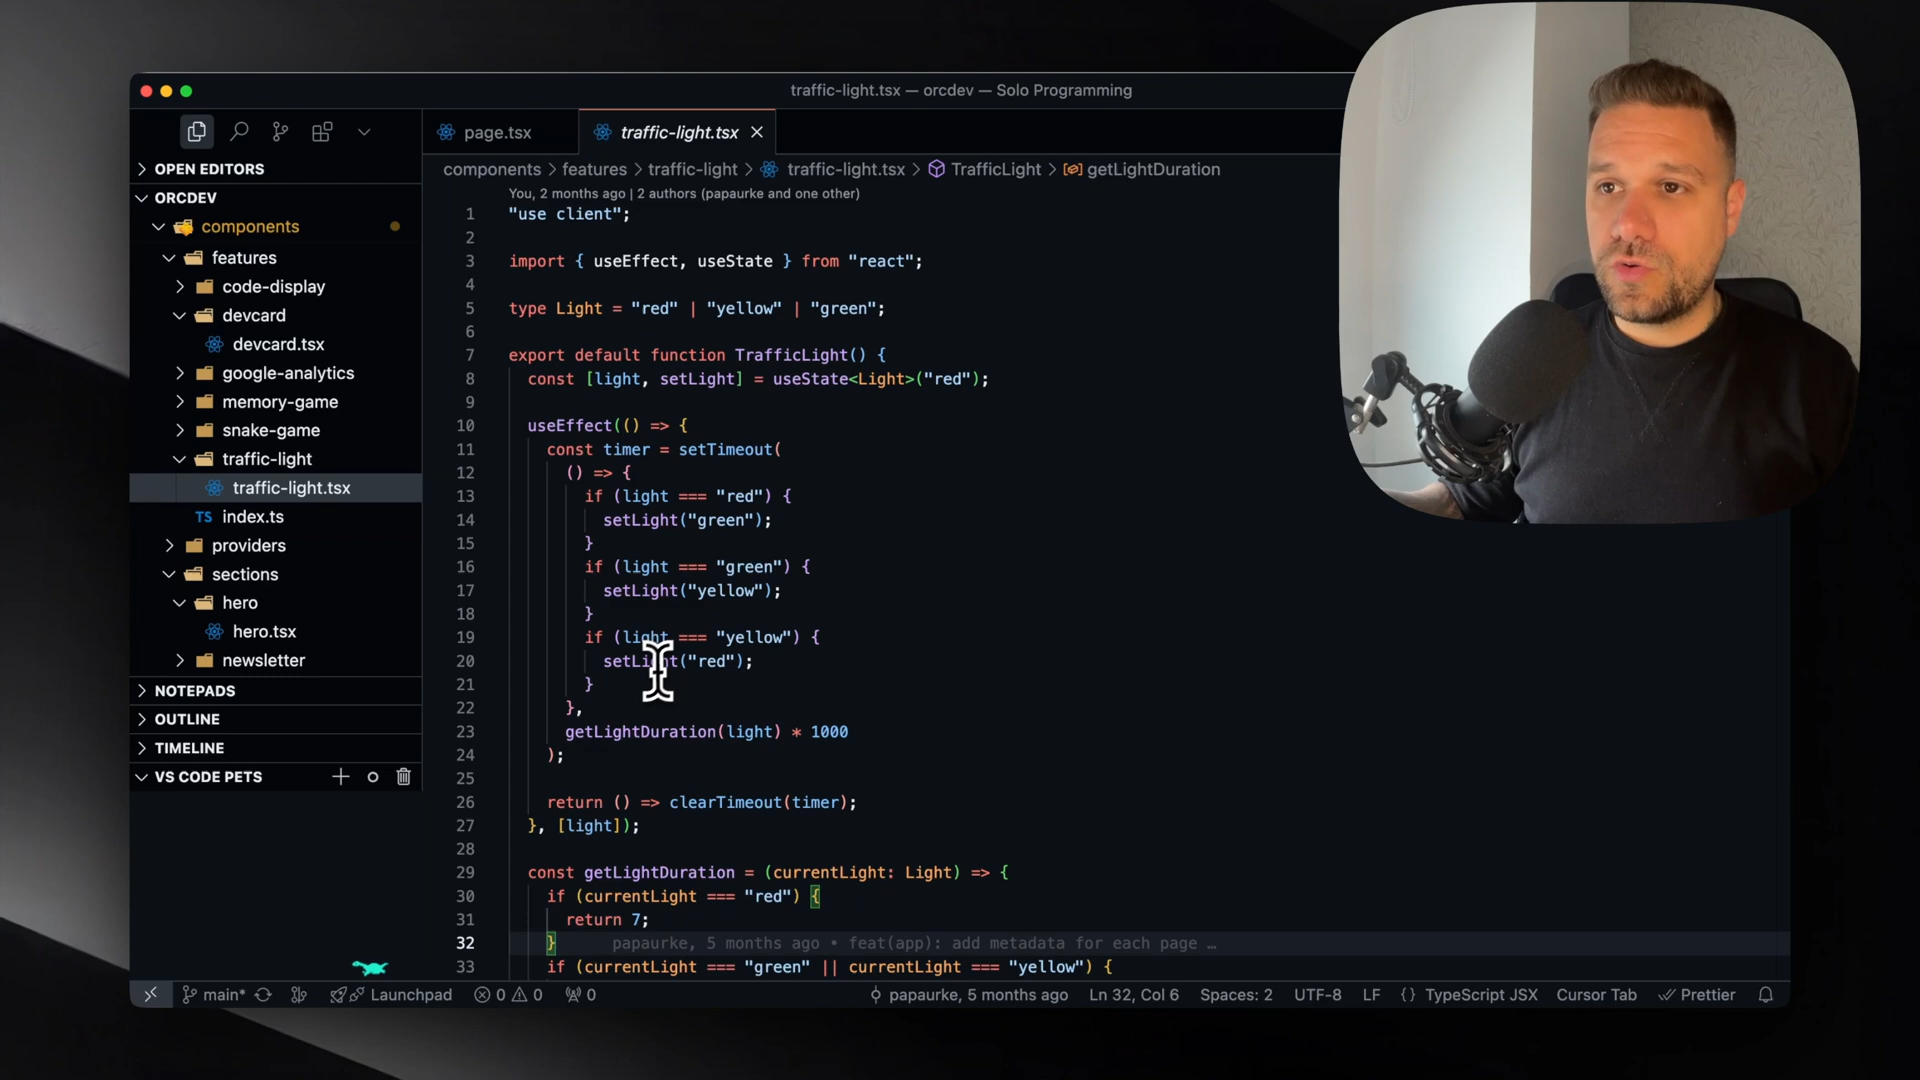 traffic-light.tsx — orcdev — Solo Programming
page.tsx
traffic-light.tsx
OPEN EDITORS
ORCDEV
components
features
code-display
devcard
devcard.tsx
google-analytics
memory-game
snake-game
traffic-light
traffic-light.tsx
TS index.ts
providers
sections
hero
hero.tsx
newsletter
NOTEPADS
OUTLINE
TIMELINE
VS CODE PETS
components > features > traffic-light > traffic-light.tsx > TrafficLight > getLightDuration
You, 2 months ago | 2 authors (papaurke and one other)
1 "use client";
2
3 import { useEffect, useState } from "react";
4
5 type Light = "red" | "yellow" | "green";
6
7 export default function TrafficLight() {
8 const [light, setLight] = useState<Light>("red");
9
10 useEffect(() => {
11 const timer = setTimeout(
12 () => {
13 if (light === "red") {
14 setLight("green");
15 }
16 if (light === "green") {
17 setLight("yellow");
18 }
19 if (light === "yellow") {
20 setLight("red");
21 }
22 },
23 getLightDuration(light) * 1000
24 );
25
26 return () => clearTimeout(timer);
27 }, [light]);
28
29 const getLightDuration = (currentLight: Light) => {
30 if (currentLight === "red") {
31 return 7;
32 } papaurke, 5 months ago • feat(app): add metadata for each page …
33 if (currentLight === "green" || currentLight === "yellow") {
main* Launchpad 0 0 0 papaurke, 5 months ago Ln 32, Col 6 Spaces: 2 UTF-8 LF {} TypeScript JSX Cursor Tab Prettier